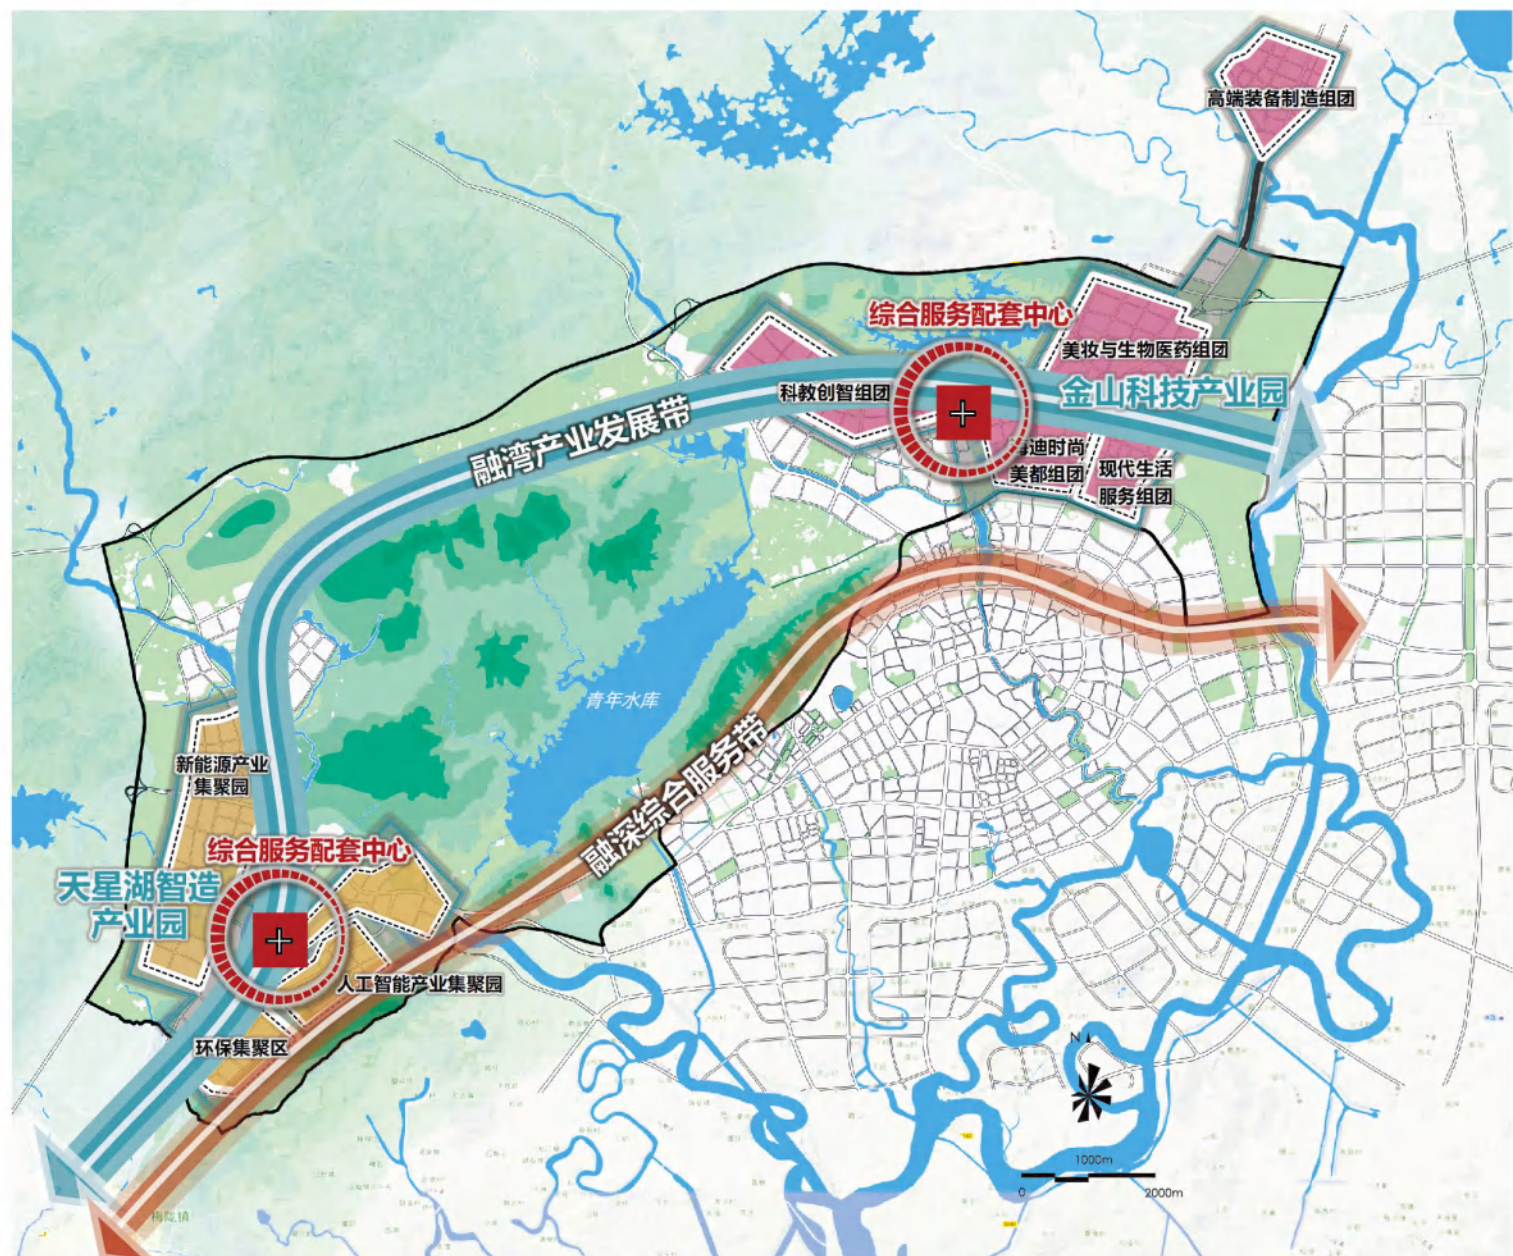 高端装备制造组团
综合服务配套中心
美妆与生物医药组团
科教创智组团
金山科技产业园
融湾产业发展带
迪时尚
美都组团
现代生活
服务组团
青年水库
新能源产业
集聚园
融深综合服务带
综合服务配套中心
天星湖智造
产业园
人工智能产业集聚园
环保集聚区
N
1000m
0
2000m
梅陇镇